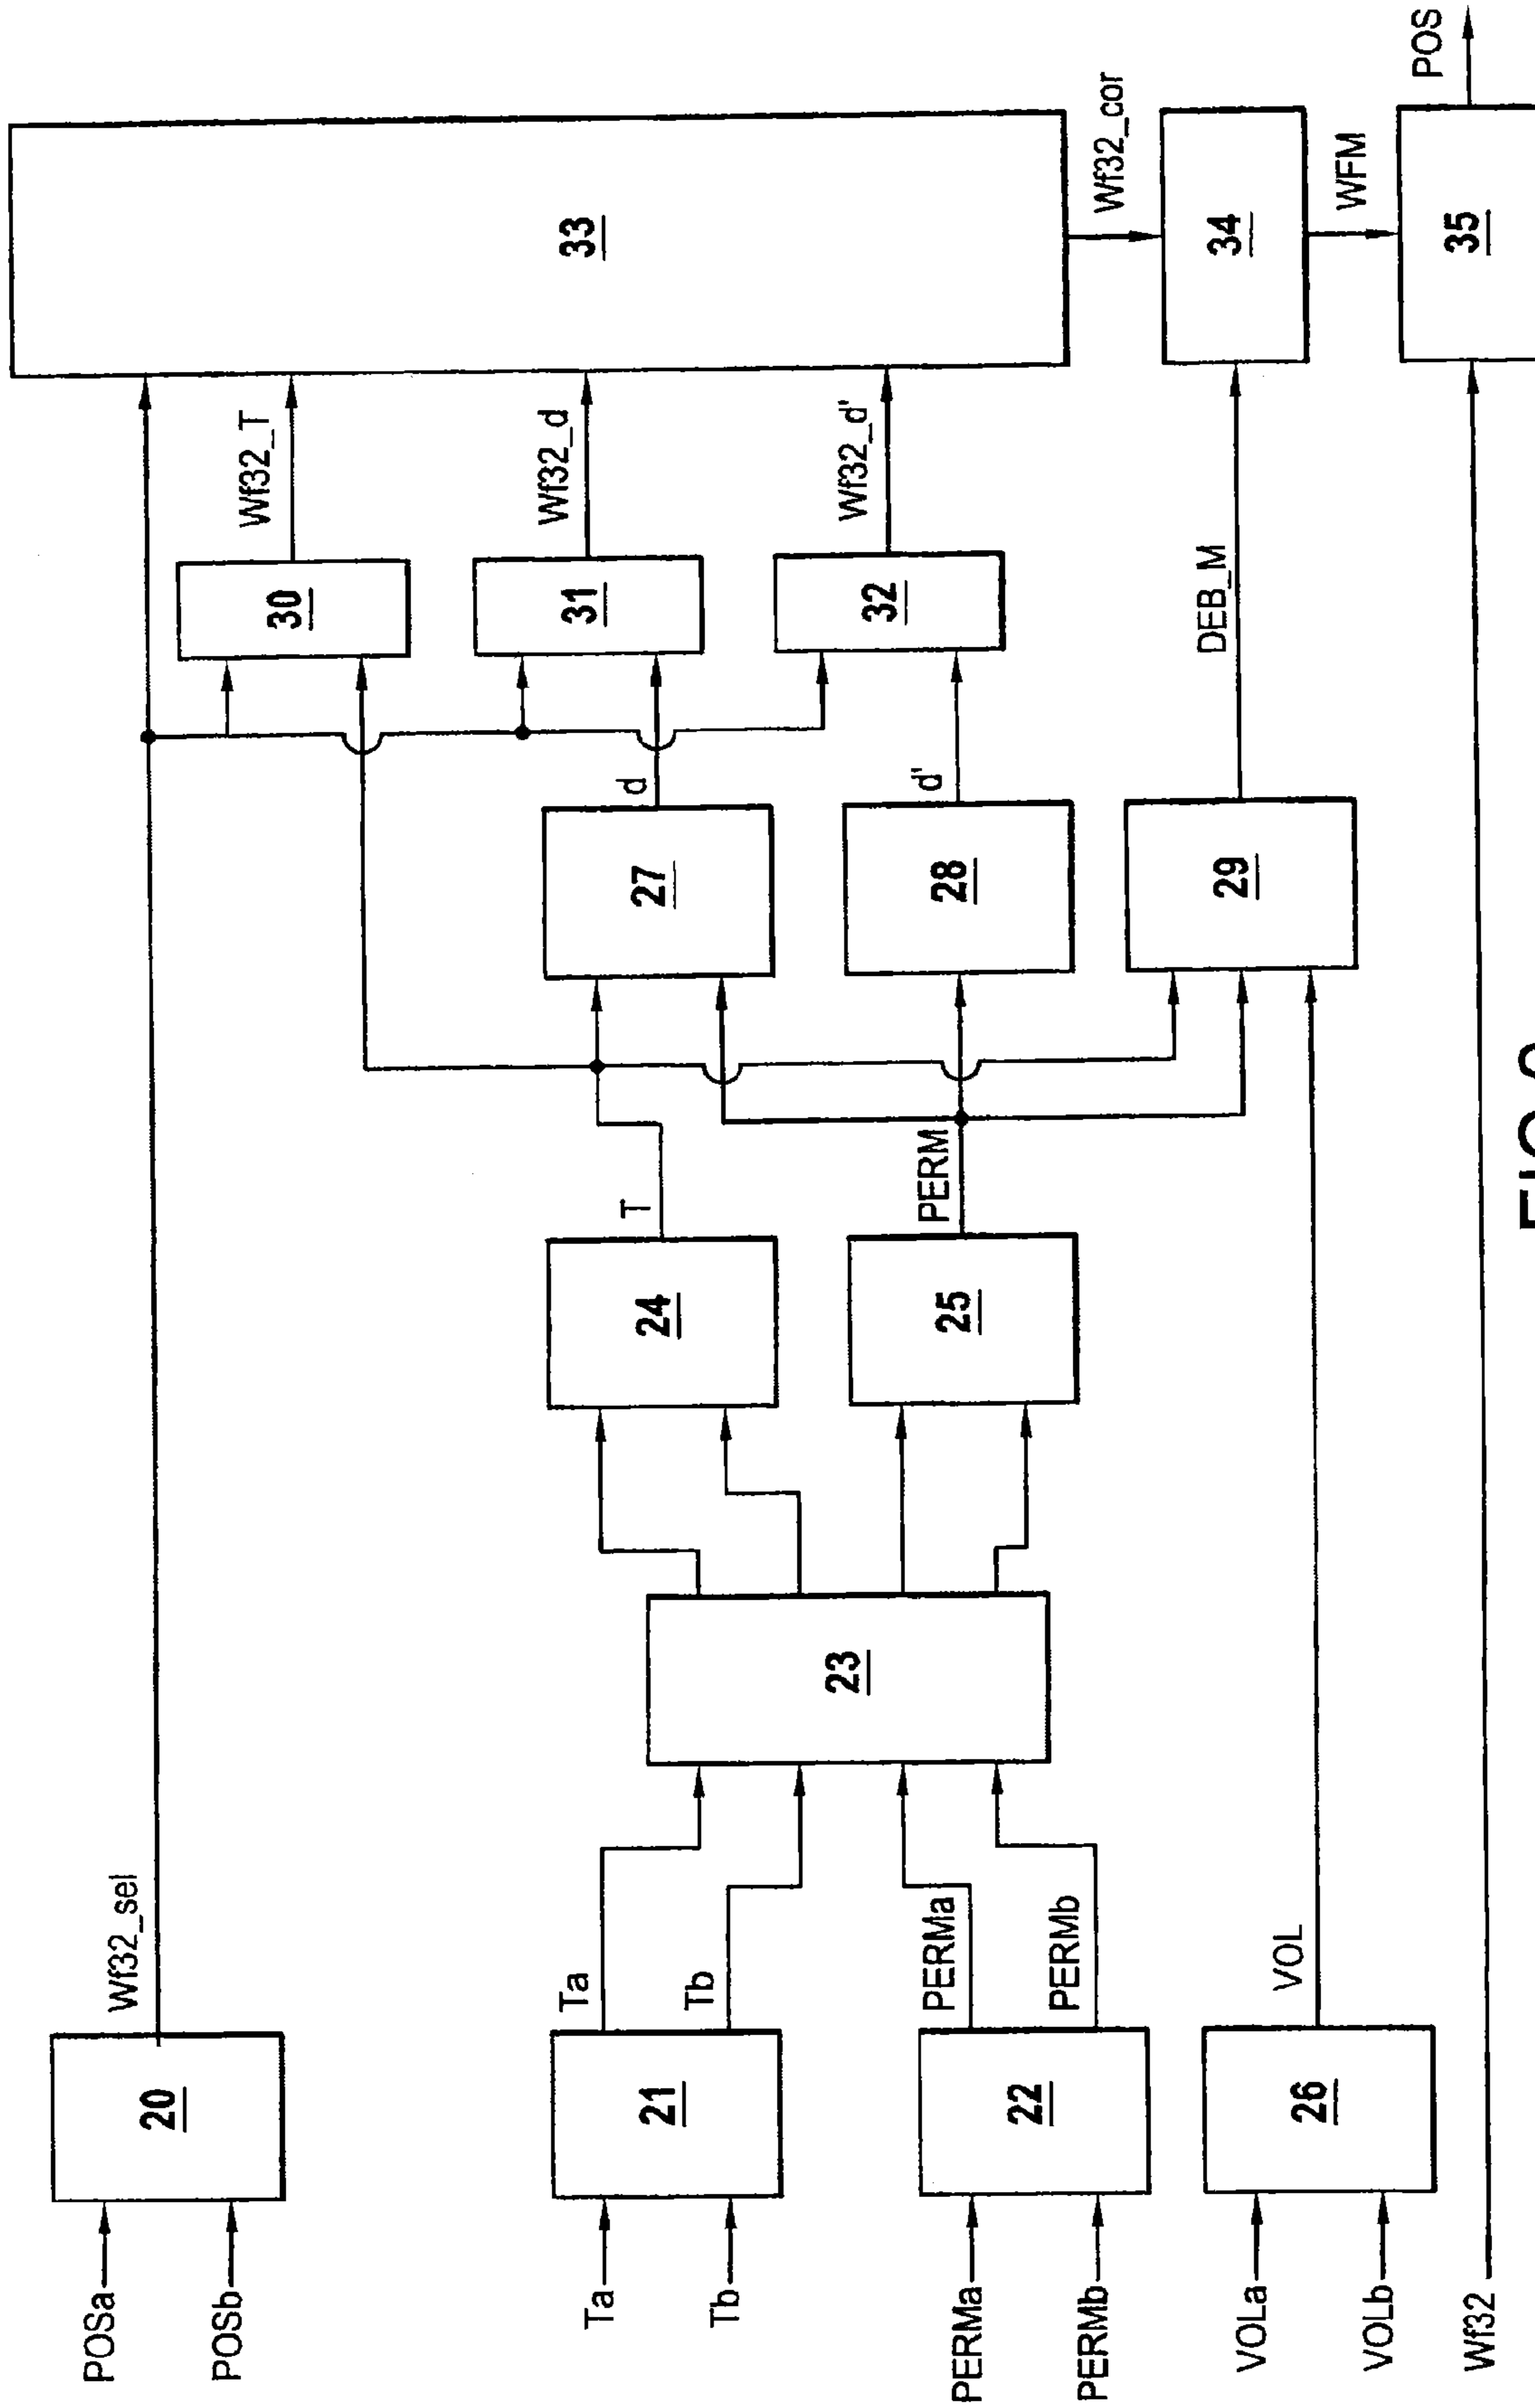 POSa
POSb
20
Wf32_sel
Ta
Tb
21
Ta
Tb
PERMa
PERMb
22
PERMa
PERMb
VOLa
VOLb
26
VOL
Wf32
23
24
T
25
PERM
27
d
28
d'
29
DEB_M
30
Wf32_T
31
Wf32_d
32
Wf32_d'
33
Wf32_cor
34
WFM
35
POS